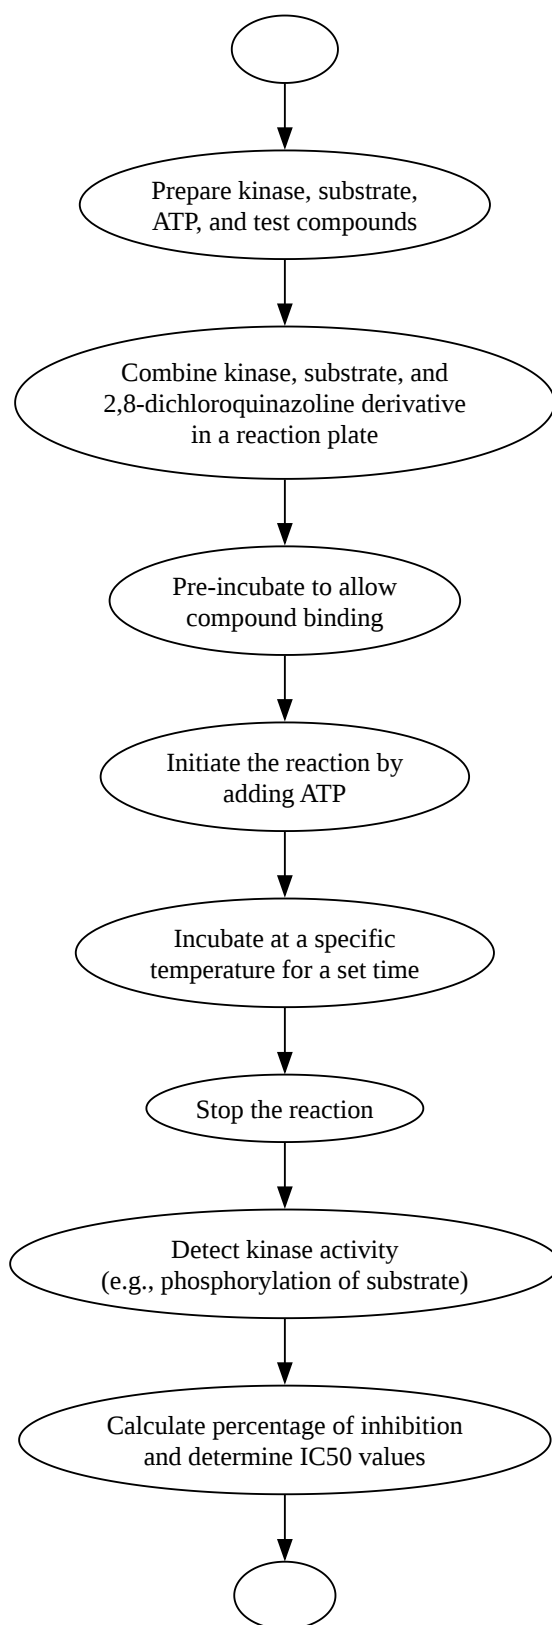 Prepare kinase, substrate,
ATP, and test compounds
Combine kinase, substrate, and
2,8-dichloroquinazoline derivative
in a reaction plate
Pre-incubate to allow
compound binding
Initiate the reaction by
adding ATP
Incubate at a specific
temperature for a set time
Stop the reaction
Detect kinase activity
(e.g., phosphorylation of substrate)
Calculate percentage of inhibition
and determine IC50 values